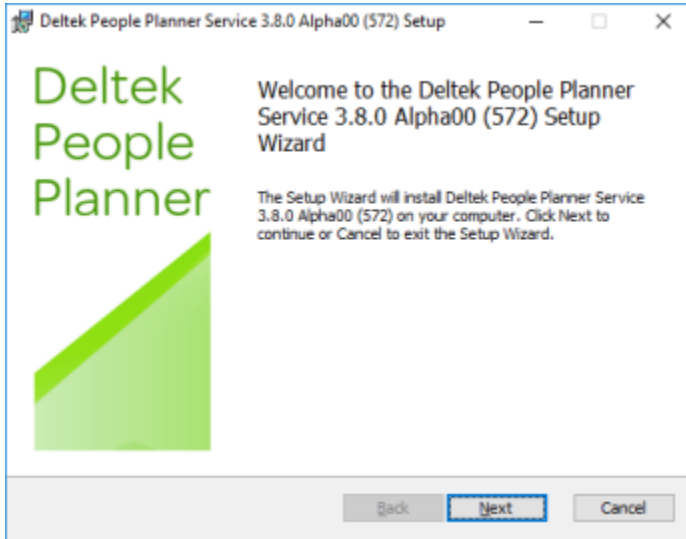 Deltek People Planner Service 3.8.0 Alpha00 (572) Setup
Deltek
People
Planner
Welcome to the Deltek People Planner
Service 3.8.0 Alpha00 (572) Setup
Wizard
The Setup Wizard will install Deltek People Planner Service
3.8.0 Alpha00 (572) on your computer. Click Next to
continue or Cancel to exit the Setup Wizard.
Back
Next
Cancel